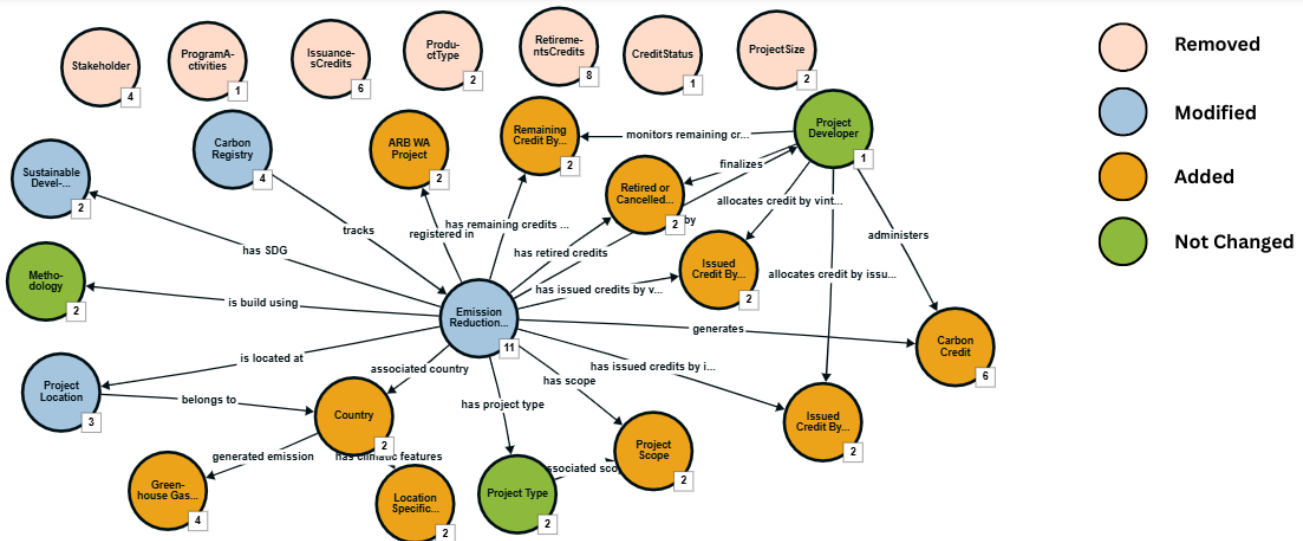 Stakeholder
4
ProgramA-
ctivities
1
Issuance-
sCredits
6
Produ-
ctType
2
Retireme-
ntsCredits
8
CreditStatus
1
ProjectSize
2
Removed
Modified
Added
Not Changed
Sustainable
Devel-...
2
Carbon
Registry
4
ARB WA
Project
2
Remaining
Credit By...
2
monitors remaining cr...
Project
Developer
1
finalizes
Retired or
Cancelled...
2
by
allocates credit by vint...
administers
has SDG
tracks
registered in
has remaining credits ...
has retired credits
Issued
Credit By...
2
allocates credit by issu...
Metho-
dology
2
is build using
has issued credits by v...
Emission
Reduction...
11
generates
Carbon
Credit
6
is located at
associated country
has scope
has issued credits by i...
Project
Location
3
belongs to
Country
2
has project type
Issued
Credit By...
2
generated emission
has climatic features
Project
Scope
2
Green-
house Gas...
4
Location
Specific...
2
Project Type
2